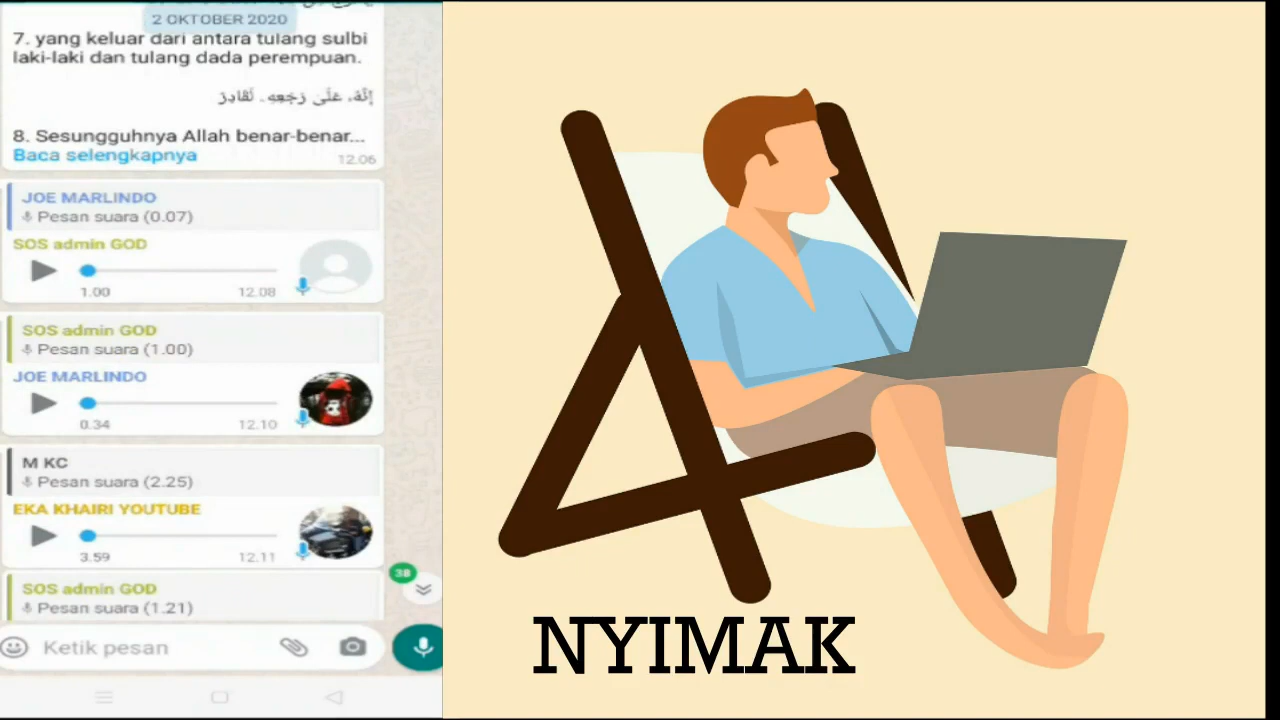 2 OKTOBER 2020
7. yang keluar dari antara tulang sulbi
laki-laki dan tulang dada perempuan.
إِنَّهُۥ عَلَىٰ رَجْعِهِۦ لَقَادِرٌ
8. Sesungguhnya Allah benar-benar...
Baca selengkapnya
12.06
JOE MARLINDO
Pesan suara (0.07)
SOS admin GOD
1.00 12.08
SOS admin GOD
Pesan suara (1.00)
JOE MARLINDO
0.34 12.10
M KC
Pesan suara (2.25)
EKA KHAIRI YOUTUBE
3.59 12.11
38
SOS admin GOD
Pesan suara (1.21)
Ketik pesan
NYIMAK